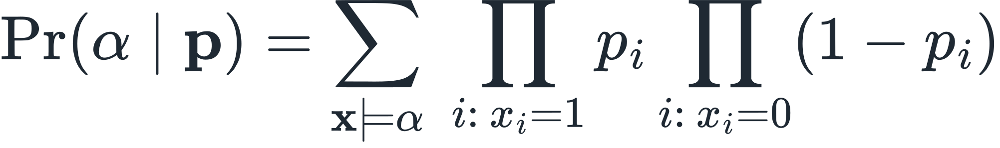 Pr(α | 𝐩) = ∑_{𝐱⊨α} ∏_{i: x_i=1} p_i ∏_{i: x_i=0} (1 − p_i)